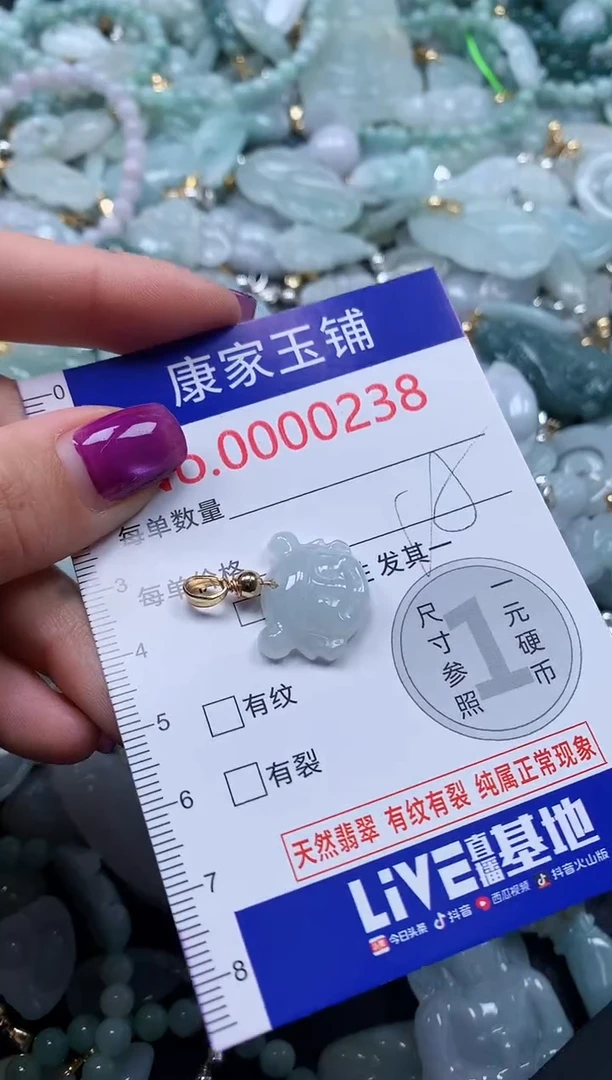 康家玉铺
No.0000238
每单数量
每单价格
发其一
尺寸参照
1
一元硬币
有纹
有裂
天然翡翠 有纹有裂 纯属正常现象
LiVE直播基地
今日头条 抖音 西瓜视频 抖音火山版
0
3
4
5
6
7
8